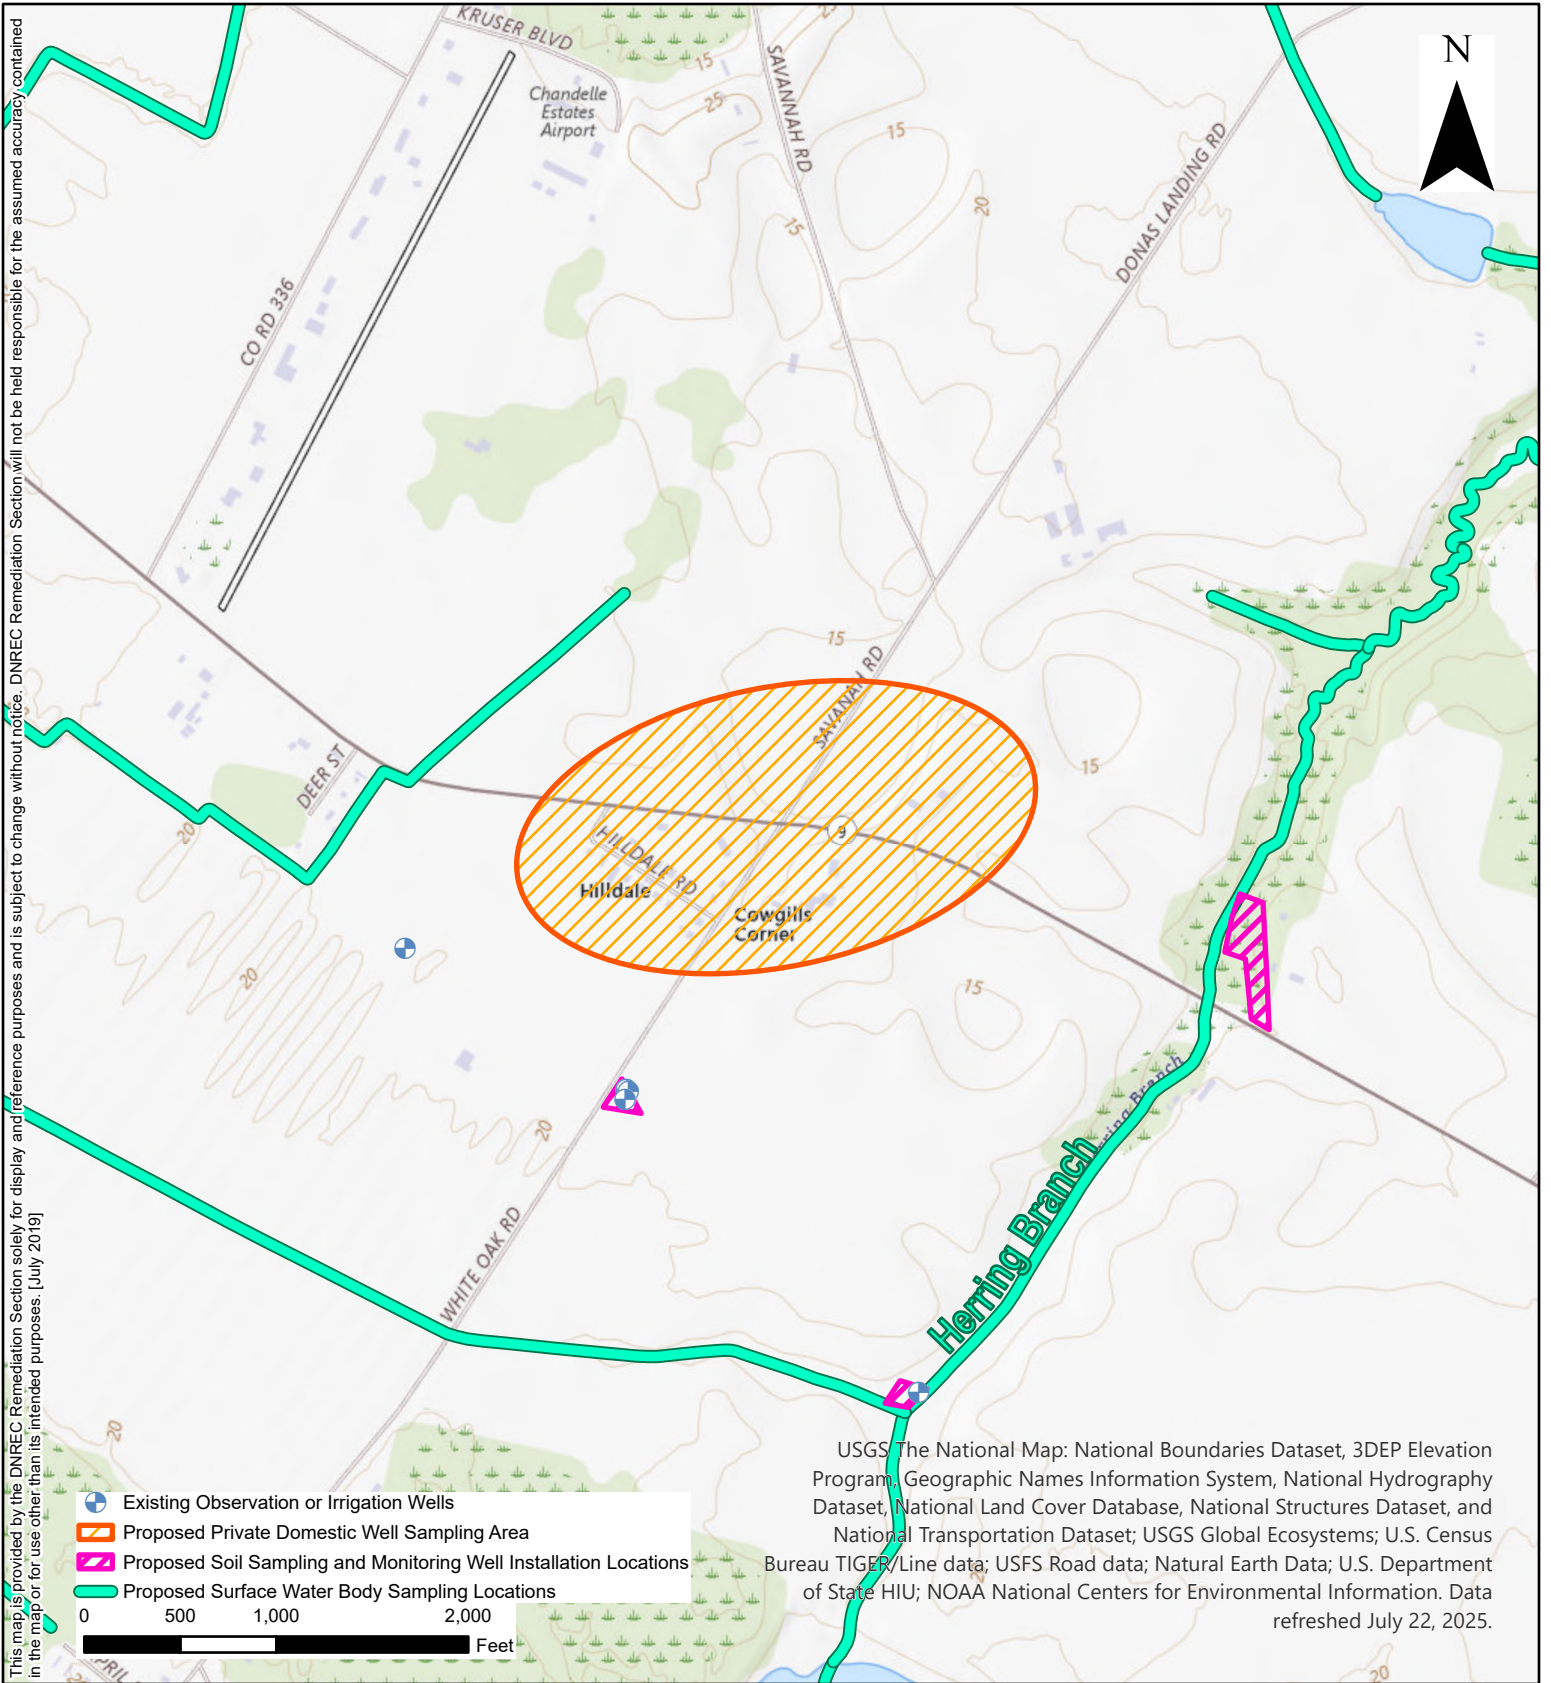 This map is provided by the DNREC Remediation Section solely for display and reference purposes and is subject to change without notice. DNREC Remediation Section will not be held responsible for the assumed accuracy contained
in the map or for use other than its intended purposes. [July 2019]
N
KRUSER BLVD
Chandelle
Estates
Airport
SAVANNAH RD
25
15
25
15
15
20
DONAS LANDING RD
CO RD 336
15
SAVANAH RD
15
DEER ST
20
9
HILLDALE RD
Hilldale
Cowgills
Corner
20
15
20
Herring Branch
WHITE OAK RD
20
USGS The National Map: National Boundaries Dataset, 3DEP Elevation
Program, Geographic Names Information System, National Hydrography
Dataset, National Land Cover Database, National Structures Dataset, and
National Transportation Dataset; USGS Global Ecosystems; U.S. Census
Bureau TIGER/Line data; USFS Road data; Natural Earth Data; U.S. Department
of State HIU; NOAA National Centers for Environmental Information. Data
refreshed July 22, 2025.
Existing Observation or Irrigation Wells
Proposed Private Domestic Well Sampling Area
Proposed Soil Sampling and Monitoring Well Installation Locations
Proposed Surface Water Body Sampling Locations
0 500 1,000 2,000
Feet
20